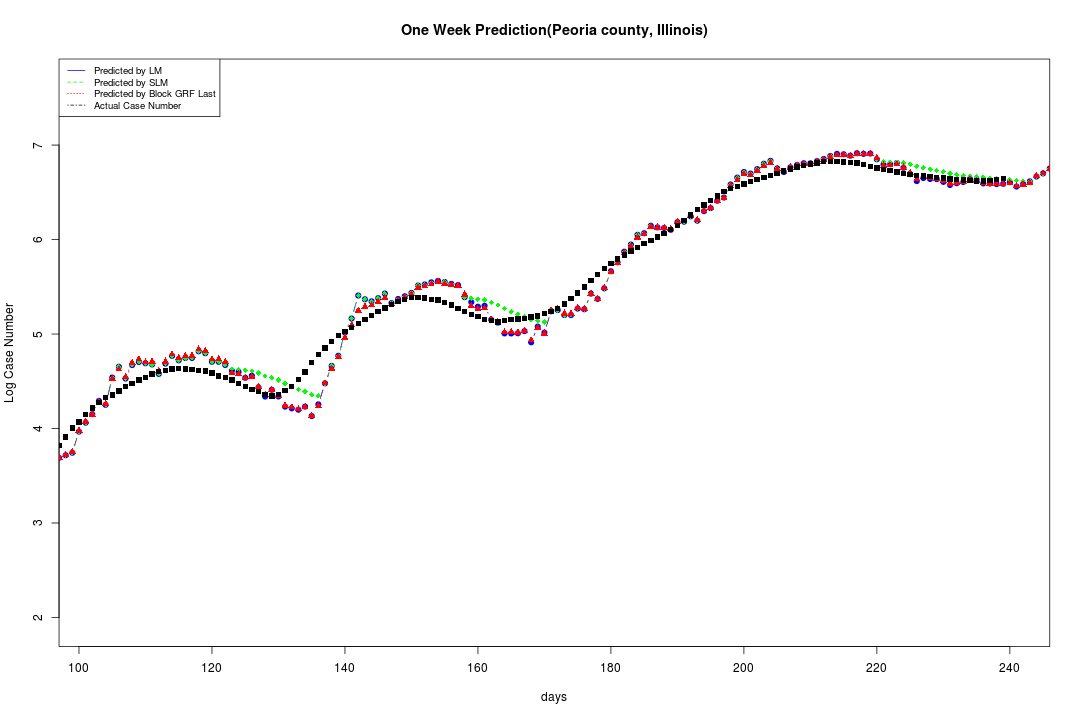 One Week Prediction(Peoria county, Illinois)
Predicted by LM
Predicted by SLM
Predicted by Block GRF Last
Actual Case Number
Log Case Number
7
6
5
4
3
2
100 120 140 160 180 200 220 240
days